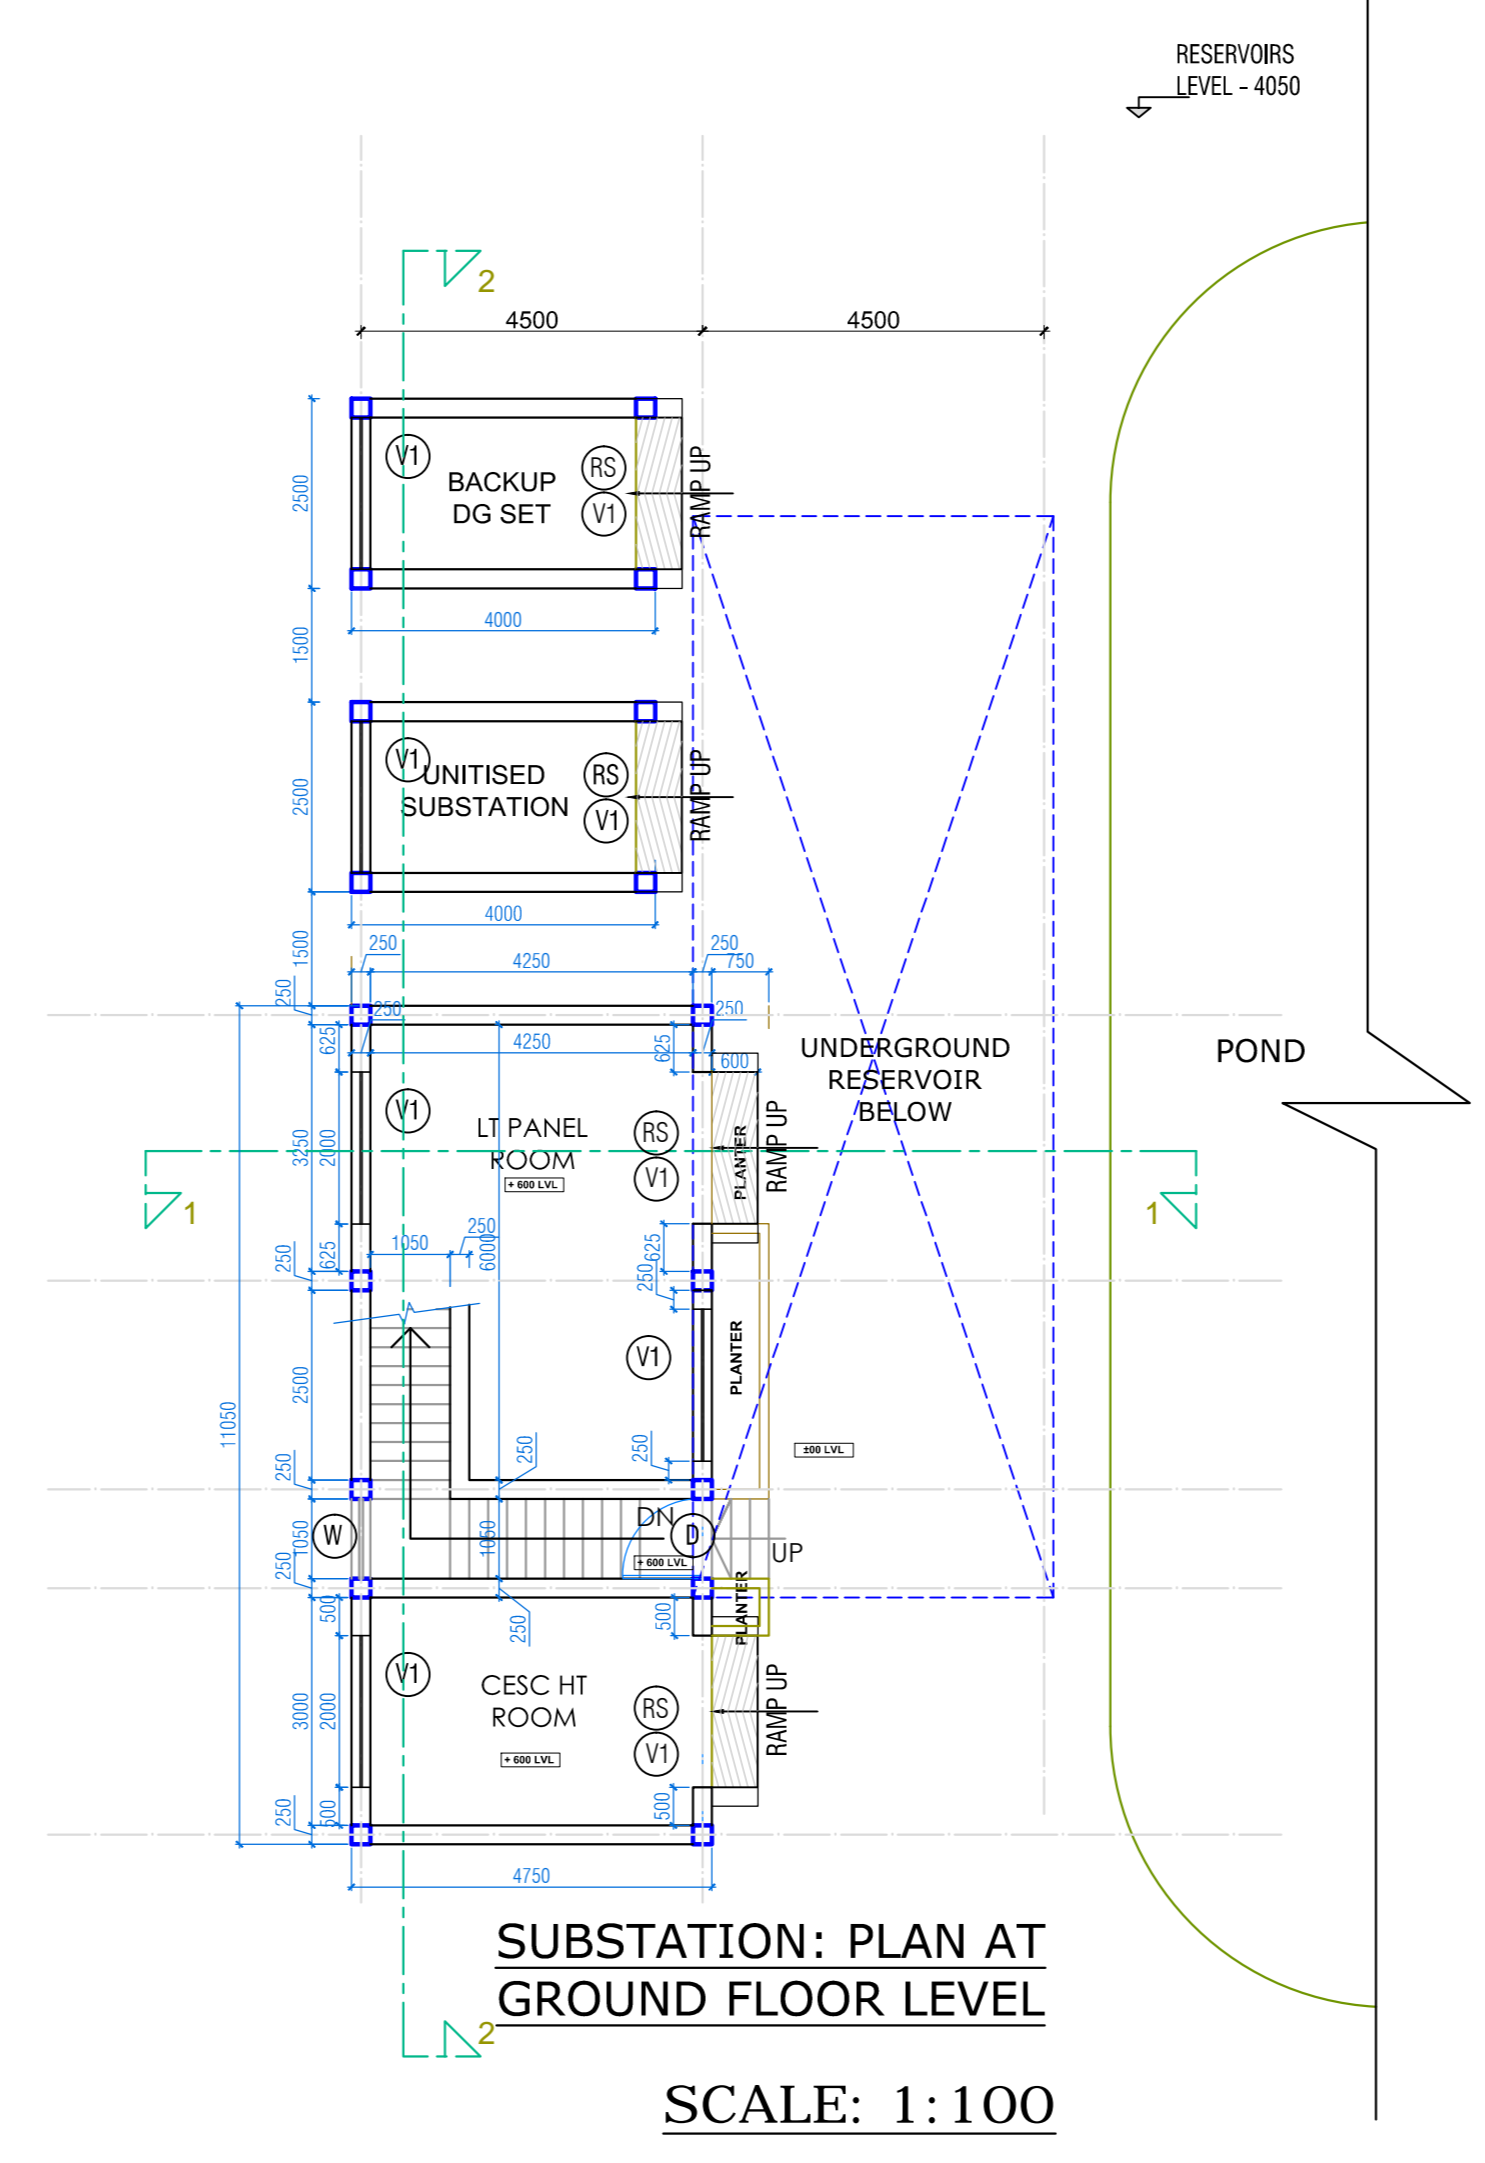 RESERVOIRS
LEVEL - 4050
2
4500
4500
2500
V1
BACKUP
DG SET
RS
V1
RAMP UP
4000
1500
V1
UNITISED
SUBSTATION
RS
V1
RAMP UP
2500
4000
1500
250
4250
250
750
250
250
250
625
4250
625
600
UNDERGROUND
RESERVOIR
BELOW
POND
V1
LT PANEL
ROOM
+ 600 LVL
RS
V1
PLANTER
RAMP UP
3250
2000
1
1
1050
250
6000
625
250
625
250
V1
PLANTER
2500
11050
250
250
250
±00 LVL
W
1050
1050
DN
D
+ 600 LVL
UP
250
500
250
500
PLANTER
V1
CESC HT
ROOM
+ 600 LVL
RS
V1
RAMP UP
3000
2000
250
500
500
4750
SUBSTATION: PLAN AT
GROUND FLOOR LEVEL
2
SCALE: 1:100